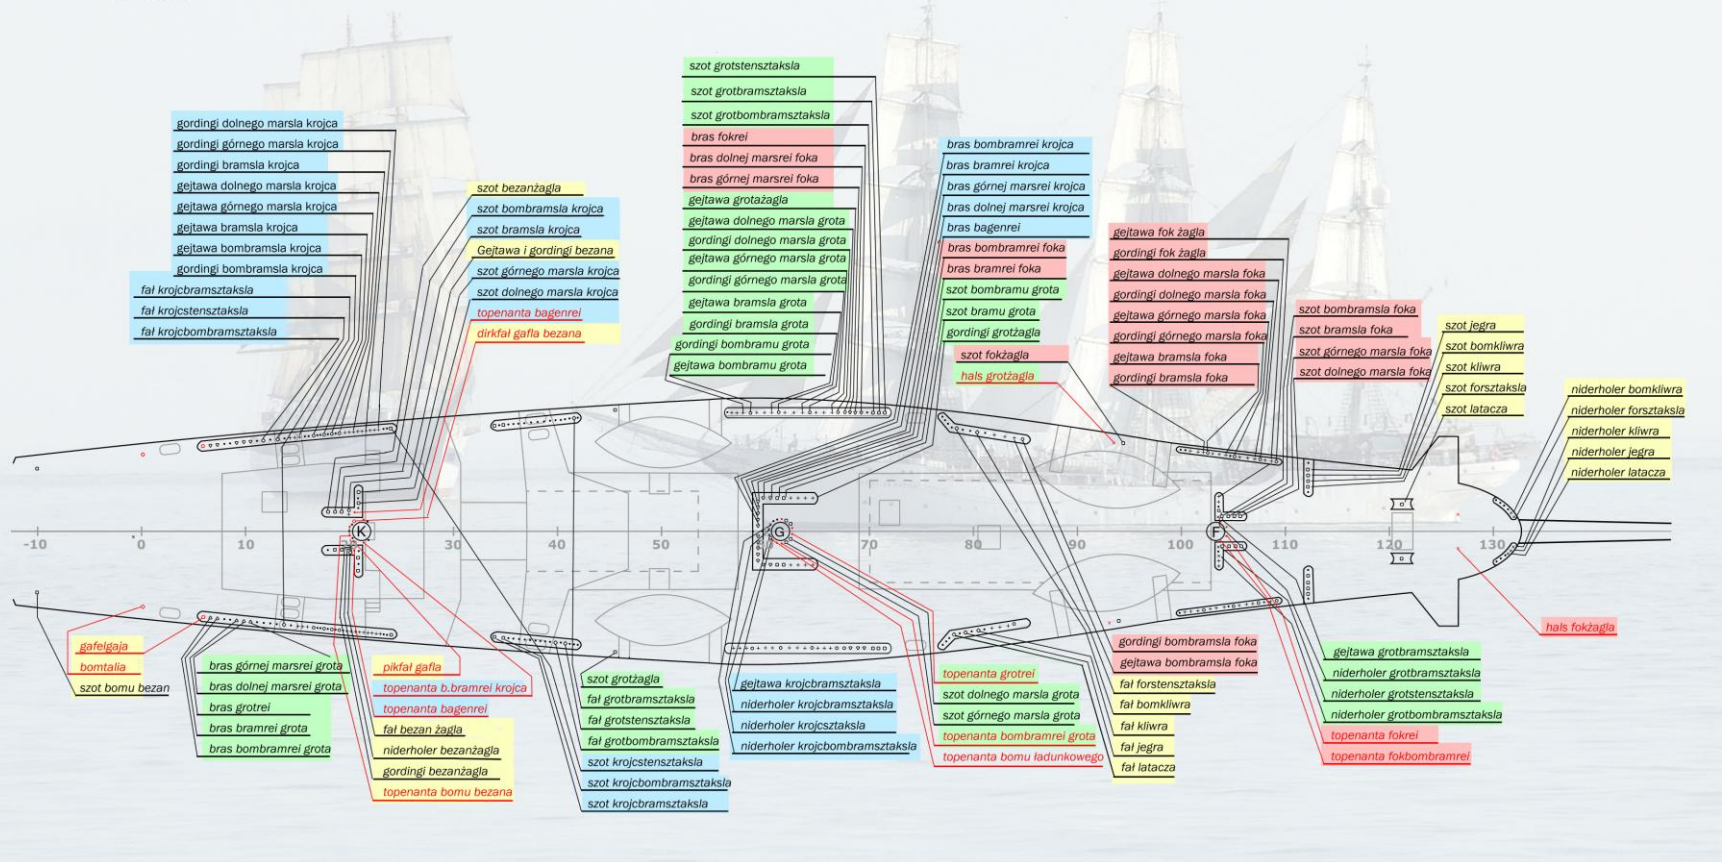 gordingi dolnego marsla krojca
gordingi górnego marsla krojca
gordingi bramsla krojca
gejtawa dolnego marsla krojca
gejtawa górnego marsla krojca
gejtawa bramsla krojca
gejtawa bombramsla krojca
gordingi bombramsla krojca
fał krojcbramsztaksla
fał krojcstensztaksla
fał krojcbombramsztaksla
szot bezanżagla
szot bombramsla krojca
szot bramsla krojca
Gejtawa i gordingi bezana
szot górnego marsla krojca
szot dolnego marsla krojca
topenanta bagenrei
dirkfał gafla bezana
szot grotstensztaksla
szot grotbramsztaksla
szot grotbombramsztaksla
bras fokrei
bras dolnej marsrei foka
bras górnej marsrei foka
gejtawa grotażagla
gejtawa dolnego marsla grota
gordingi dolnego marsla grota
gejtawa górnego marsla grota
gordingi górnego marsla grota
gejtawa bramsla grota
gordingi bramsla grota
gordingi bombramu grota
gejtawa bombramu grota
bras bombramrei krojca
bras bramrei krojca
bras górnej marsrei krojca
bras dolnej marsrei krojca
bras bagenrei
bras bombramrei foka
bras bramrei foka
szot bombramu grota
szot bramu grota
gordingi grotżagla
szot fokżagla
hals grotżagla
gejtawa fok żagla
gordingi fok żagla
gejtawa dolnego marsla foka
gordingi dolnego marsla foka
gejtawa górnego marsla foka
gordingi górnego marsla foka
gejtawa bramsla foka
gordingi bramsla foka
szot bombramsla foka
szot bramsla foka
szot górnego marsla foka
szot dolnego marsla foka
szot jegra
szot bomkliwra
szot kliwra
szot forsztaksla
szot latacza
niderholer bomkliwra
niderholer forsztaksla
niderholer kliwra
niderholer jegra
niderholer latacza
K
G
F
-10 0 10 30 50 70 80 90 100 110 120 130
gafelgaja
bomtalia
szot bomu bezan
bras górnej marsrei grota
bras dolnej marsrei grota
bras grotrei
bras bramrei grota
bras bombramrei grota
pikfał gafla
topenanta b.bramrei krojca
topenanta bagenrei
fał bezan żagla
niderholer bezanżagla
gordingi bezanżagla
topenanta bomu bezana
szot grotżagla
fał grotbramsztaksla
fał grotstensztaksla
fał grotbombramsztaksla
szot krojcstensztaksla
szot krojcbombramsztaksla
szot krojcbramsztaksla
gejtawa krojcbramsztaksla
niderholer krojcbramsztaksla
niderholer krojcsztaksla
niderholer krojcbombramsztaksla
topenanta grotrei
szot dolnego marsla grota
szot górnego marsla grota
topenanta bombramrei grota
topenanta bomu ładunkowego
gordingi bombramsla foka
gejtawa bombramsla foka
fał forstensztaksla
fał bomkliwra
fał kliwra
fał jegra
fał latacza
gejtawa grotbramsztaksla
niderholer grotbramsztaksla
niderholer grotstensztaksla
niderholer grotbombramsztaksla
topenanta fokrei
topenanta fokbombramrei
hals fokżagla